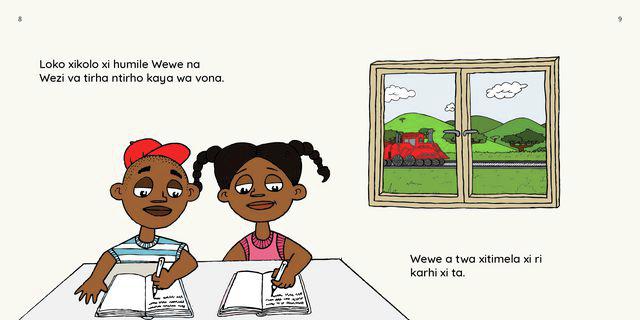 8
9
Loko xikolo xi humile Wewe na
Wezi va tirha ntirho kaya wa vona.
Wewe a twa xitimela xi ri
karhi xi ta.